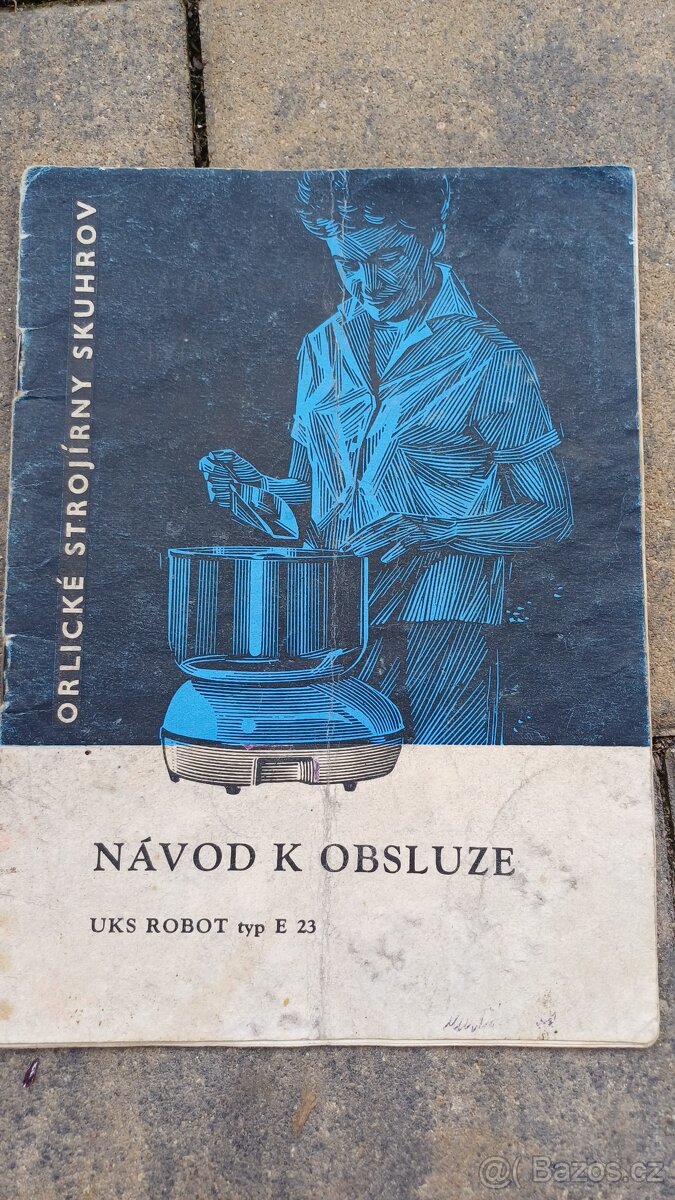 ORLICKÉ STROJÍRNY SKUHROV
NÁVOD K OBSLUZE
UKS ROBOT typ E 23
@( Bazos.cz